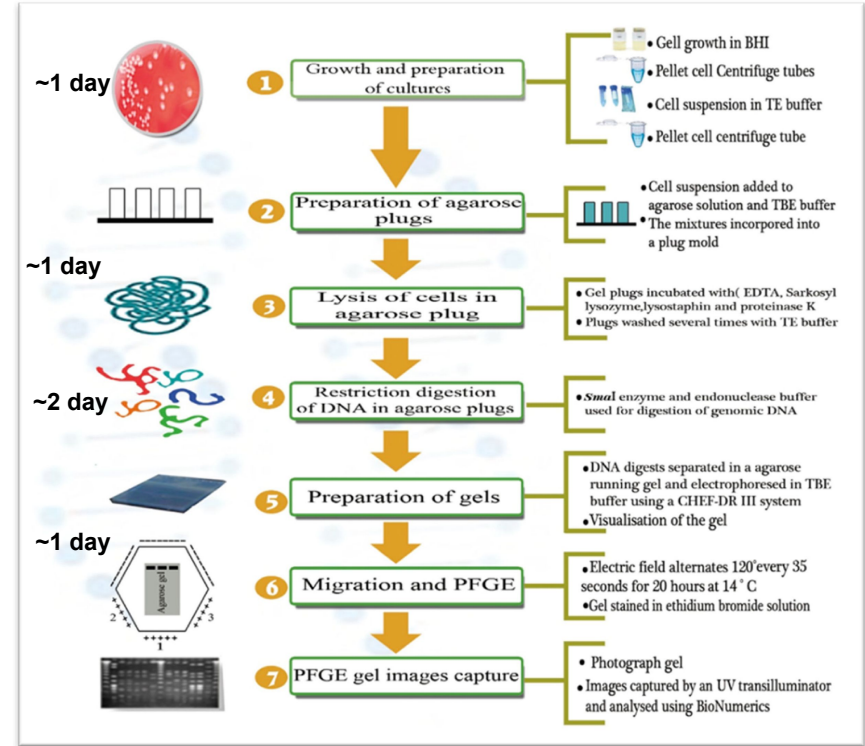 ~1 day
1
Growth and preparation
of cultures
• Gell growth in BHI
• Pellet cell Centrifuge tubes
• Cell suspension in TE buffer
• Pellet cell centrifuge tube
2
Preparation of agarose
plugs
• Cell suspension added to
agarose solution and TBE buffer
• The mixtures incorpored into
a plug mold
~1 day
3
Lysis of cells in
agarose plug
• Gel plugs incubated with( EDTA, Sarkosyl
lysozyme,lysostaphin and proteinase K
• Plugs washed several times with TE buffer
~2 day
4
Restriction digestion
of DNA in agarose plugs
• SmaI enzyme and endonuclease buffer
used for digestion of genomic DNA
5
Preparation of gels
• DNA digests separated in a agarose
running gel and electrophoresed in TBE
buffer using a CHEF-DR III system
• Visualisation of the gel
~1 day
- - - - - - - -
Agarose gel
2
3
+++++
1
6
Migration and PFGE
• Electric field alternates 120°every 35
seconds for 20 hours at 14°C
• Gel stained in ethidium bromide solution
7
PFGE gel images capture
• Photograph gel
• Images captured by an UV transilluminator
and analysed using BioNumerics